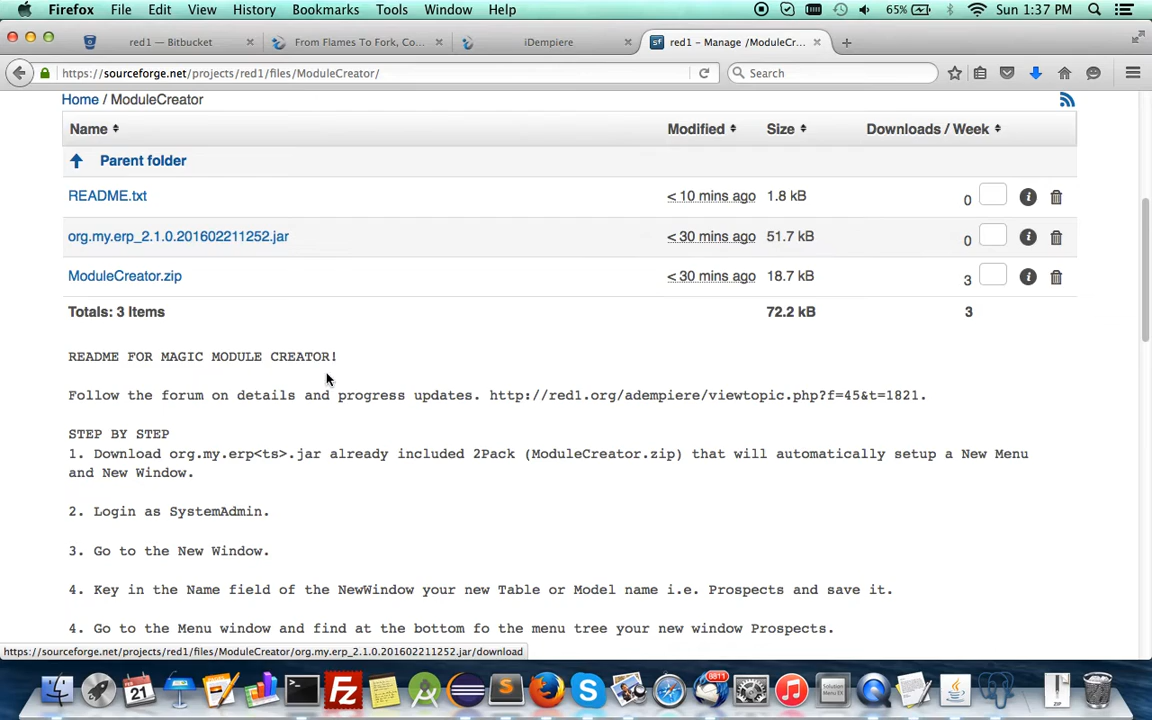 Firefox File Edit View History Bookmarks Tools Window Help 65% Sun 1:37 PM
red1 — Bitbucket From Flames To Fork, Co... iDempiere sf red1 - Manage /ModuleCr...
https://sourceforge.net/projects/red1/files/ModuleCreator/ Search
Home / ModuleCreator
Name Modified Size Downloads / Week
Parent folder
README.txt < 10 mins ago 1.8 kB 0
org.my.erp_2.1.0.201602211252.jar < 30 mins ago 51.7 kB 0
ModuleCreator.zip < 30 mins ago 18.7 kB 3
Totals: 3 Items 72.2 kB 3
README FOR MAGIC MODULE CREATOR!
Follow the forum on details and progress updates. http://red1.org/adempiere/viewtopic.php?f=45&t=1821.
STEP BY STEP
1. Download org.my.erp<ts>.jar already included 2Pack (ModuleCreator.zip) that will automatically setup a New Menu
and New Window.
2. Login as SystemAdmin.
3. Go to the New Window.
4. Key in the Name field of the NewWindow your new Table or Model name i.e. Prospects and save it.
4. Go to the Menu window and find at the bottom fo the menu tree your new window Prospects.
https://sourceforge.net/projects/red1/files/ModuleCreator/org.my.erp_2.1.0.201602211252.jar/download
21
9811
ZIP